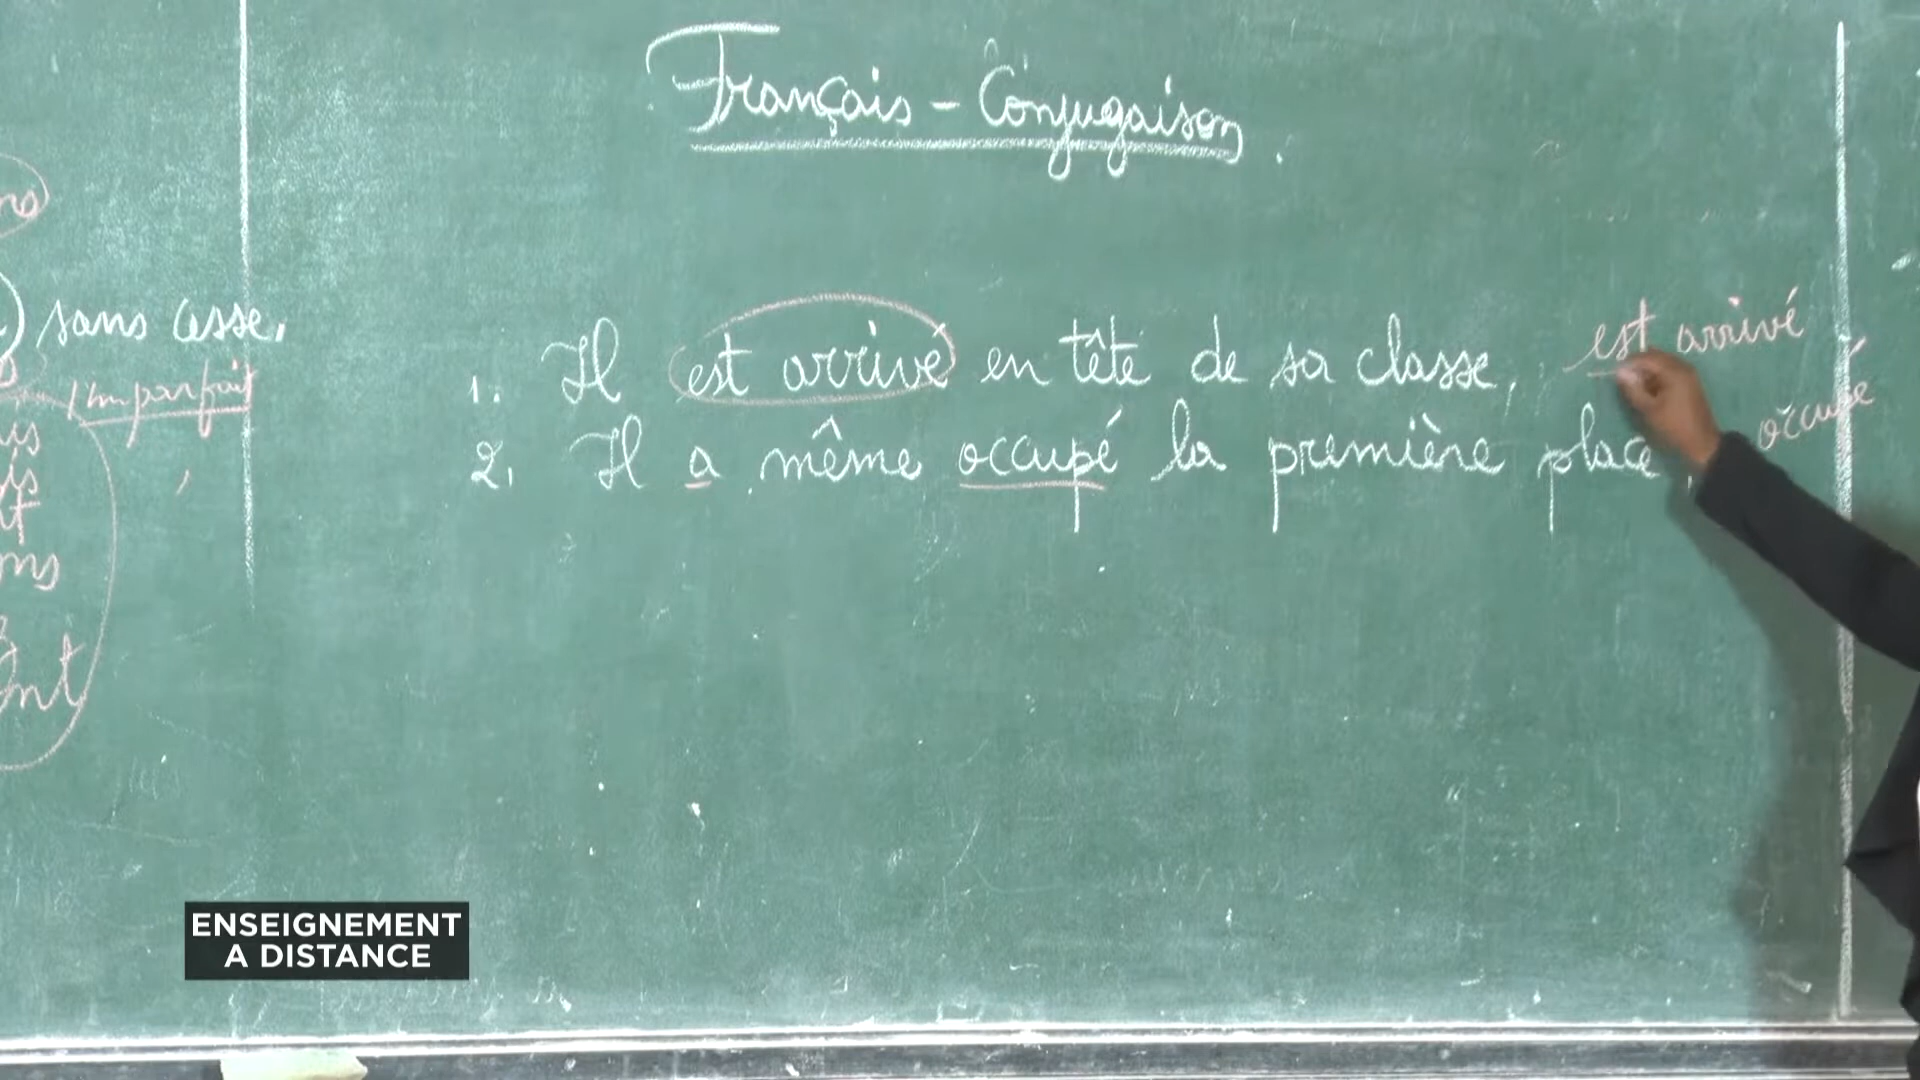 Français - Conjugaison.
sans cesse.
l'Imparfait
1. Il est arrivé en tête de sa classe. est arrivé
2. Il a même occupé la première place. occupé
ENSEIGNEMENT
A DISTANCE